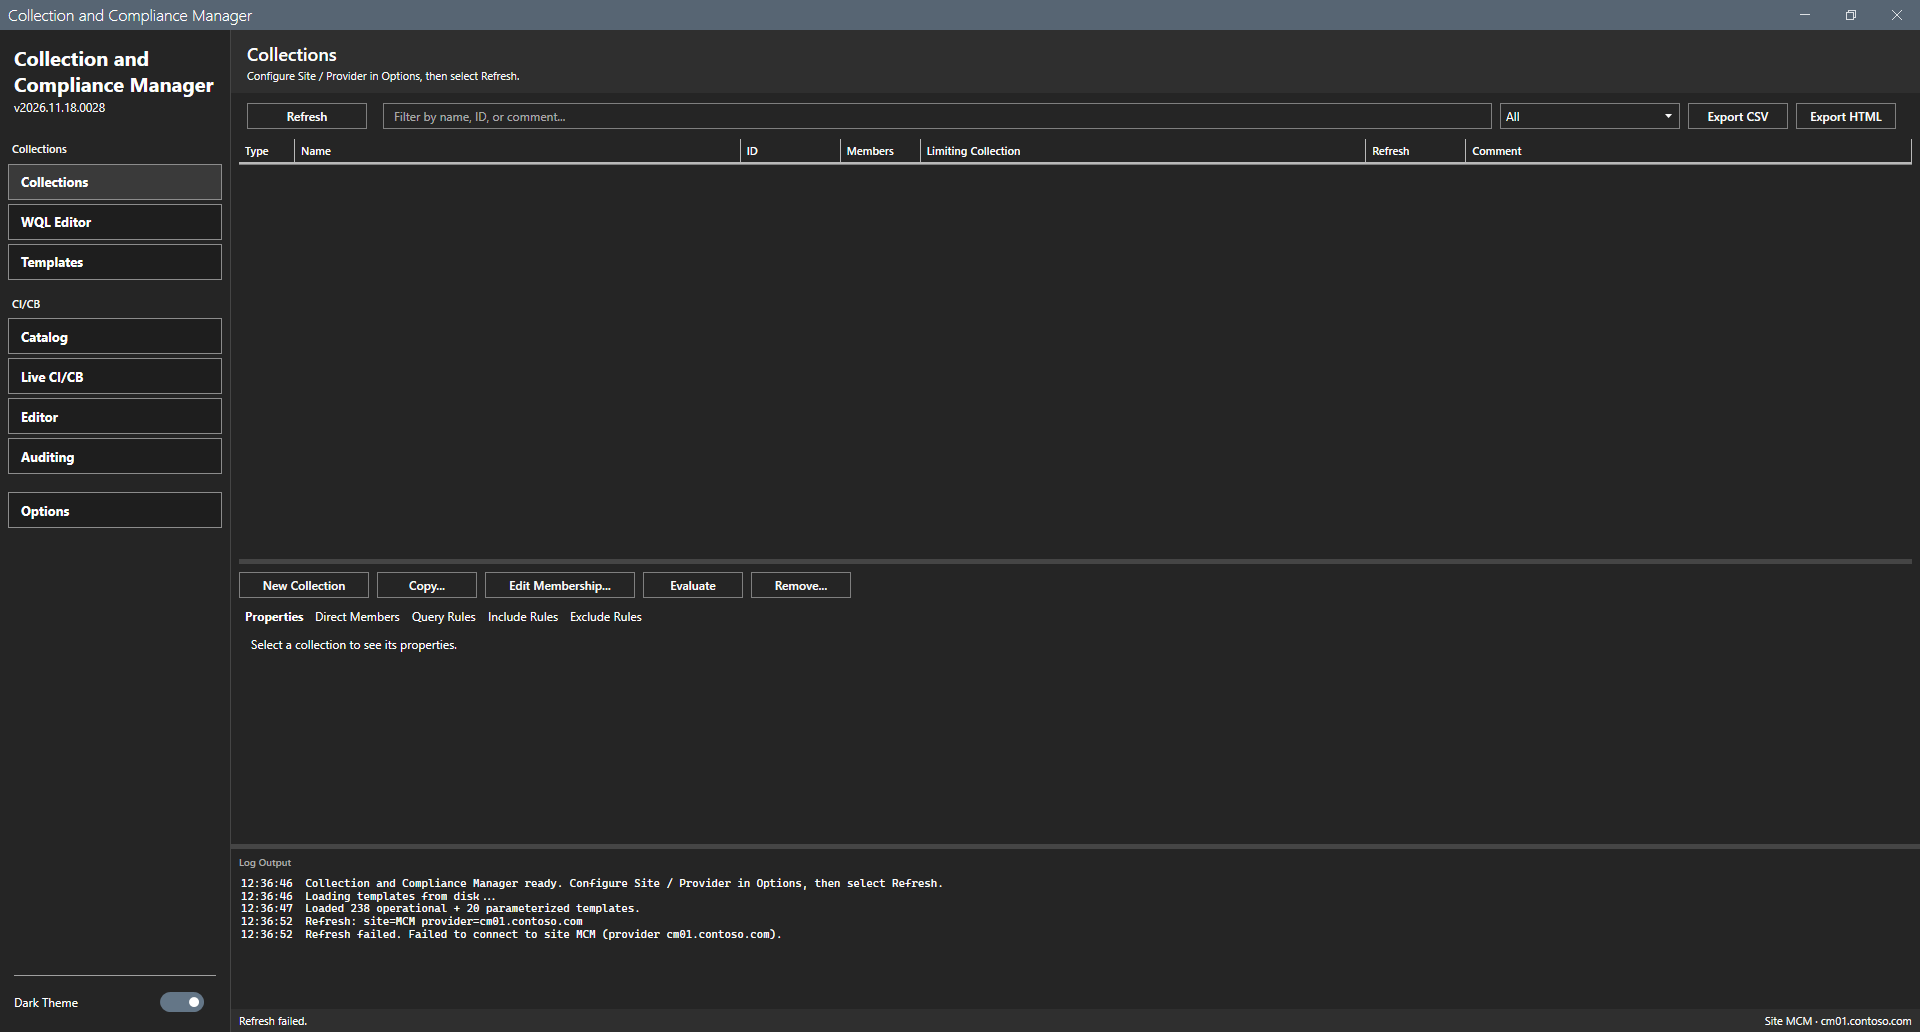 Collection and Compliance Manager
Collection and
Compliance Manager
v2026.11.18.0028
Collections
Collections
WQL Editor
Templates
CI/CB
Catalog
Live CI/CB
Editor
Auditing
Options
Dark Theme
Collections
Configure Site / Provider in Options, then select Refresh.
Refresh Filter by name, ID, or comment... All Export CSV Export HTML
Type Name ID Members Limiting Collection Refresh Comment
New Collection Copy... Edit Membership... Evaluate Remove...
Properties Direct Members Query Rules Include Rules Exclude Rules
Select a collection to see its properties.
Log Output
12:36:46 Collection and Compliance Manager ready. Configure Site / Provider in Options, then select Refresh.
12:36:46 Loading templates from disk...
12:36:47 Loaded 238 operational + 20 parameterized templates.
12:36:52 Refresh: site=MCM provider=cm01.contoso.com
12:36:52 Refresh failed. Failed to connect to site MCM (provider cm01.contoso.com).
Refresh failed. Site MCM · cm01.contoso.com